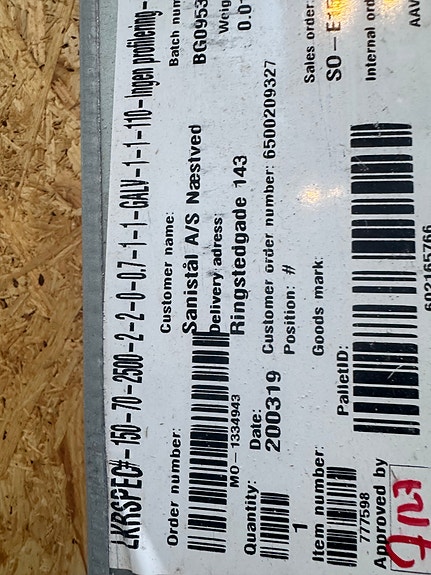 LKRSPEC#-150-70-2500-2-2-0-0.7-1-1-GALV-1-1-110-Ingen profilering-
Order number:
MO-1334943
Customer name:
Sanistål A/S Næstved
Batch num
BG0953
Delivery adress:
Ringstedgade 143
Weig
0.0
Quantity:
1
Date:
200319
Customer order number: 6500209327
Position: #
Sales order
SO-E1
Item number:
777598
Goods mark
Internal ord
PalletID:
602165766
AAV
Approved by